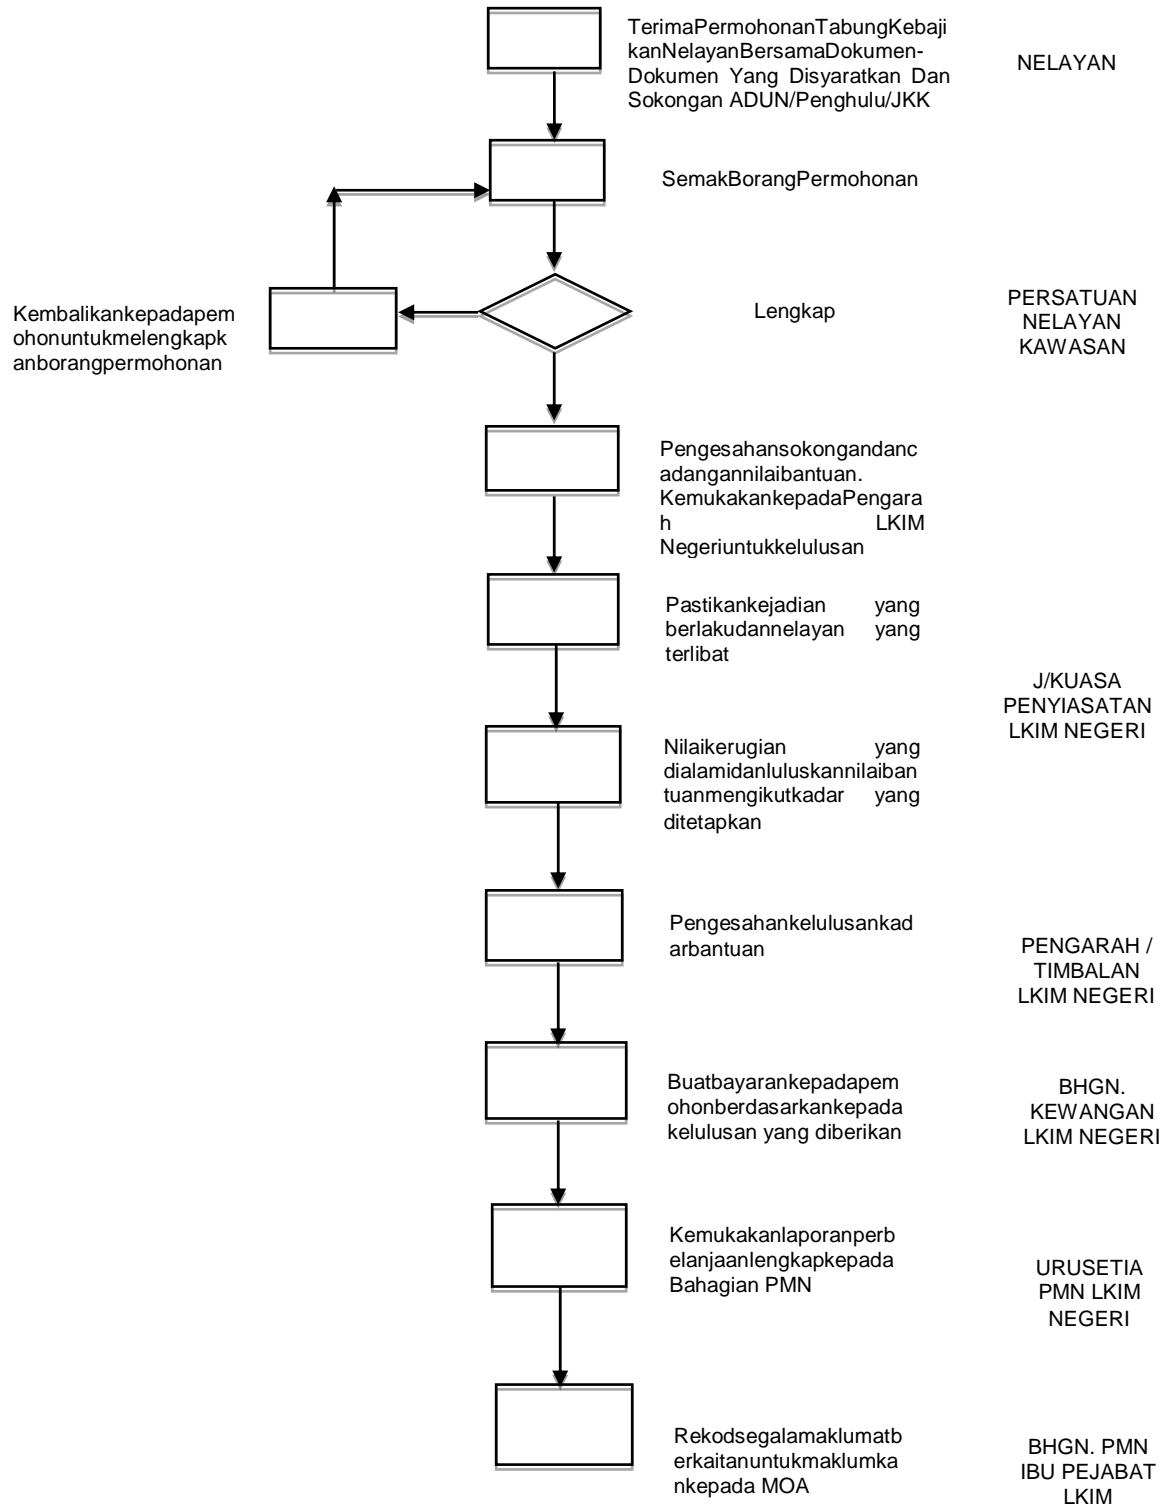 TerimaPermohonanTabungKebaji
kanNelayanBersamaDokumen-
Dokumen Yang Disyaratkan Dan
Sokongan ADUN/Penghulu/JKK
NELAYAN
SemakBorangPermohonan
Kembalikankepadapem
ohonuntukmelengkapk
anborangpermohonan
Lengkap
PERSATUAN
NELAYAN
KAWASAN
Pengesahansokongandanc
adangannilaibantuan.
KemukakankepadaPengara
h LKIM
Negeriuntukkelulusan
Pastikankejadian yang
berlakudannelayan yang
terlibat
J/KUASA
PENYIASATAN
LKIM NEGERI
Nilaikerugian yang
dialamidanluluskannilaiban
tuanmengikutkadar yang
ditetapkan
Pengesahankelulusankad
arbantuan
PENGARAH /
TIMBALAN
LKIM NEGERI
Buatbayarankepadapem
ohonberdasarkankepada
kelulusan yang diberikan
BHGN.
KEWANGAN
LKIM NEGERI
Kemukakanlaporanperb
elanjaanlengkapkepada
Bahagian PMN
URUSETIA
PMN LKIM
NEGERI
Rekodsegalamaklumatb
erkaitanuntukmaklumka
nkepada MOA
BHGN. PMN
IBU PEJABAT
LKIM